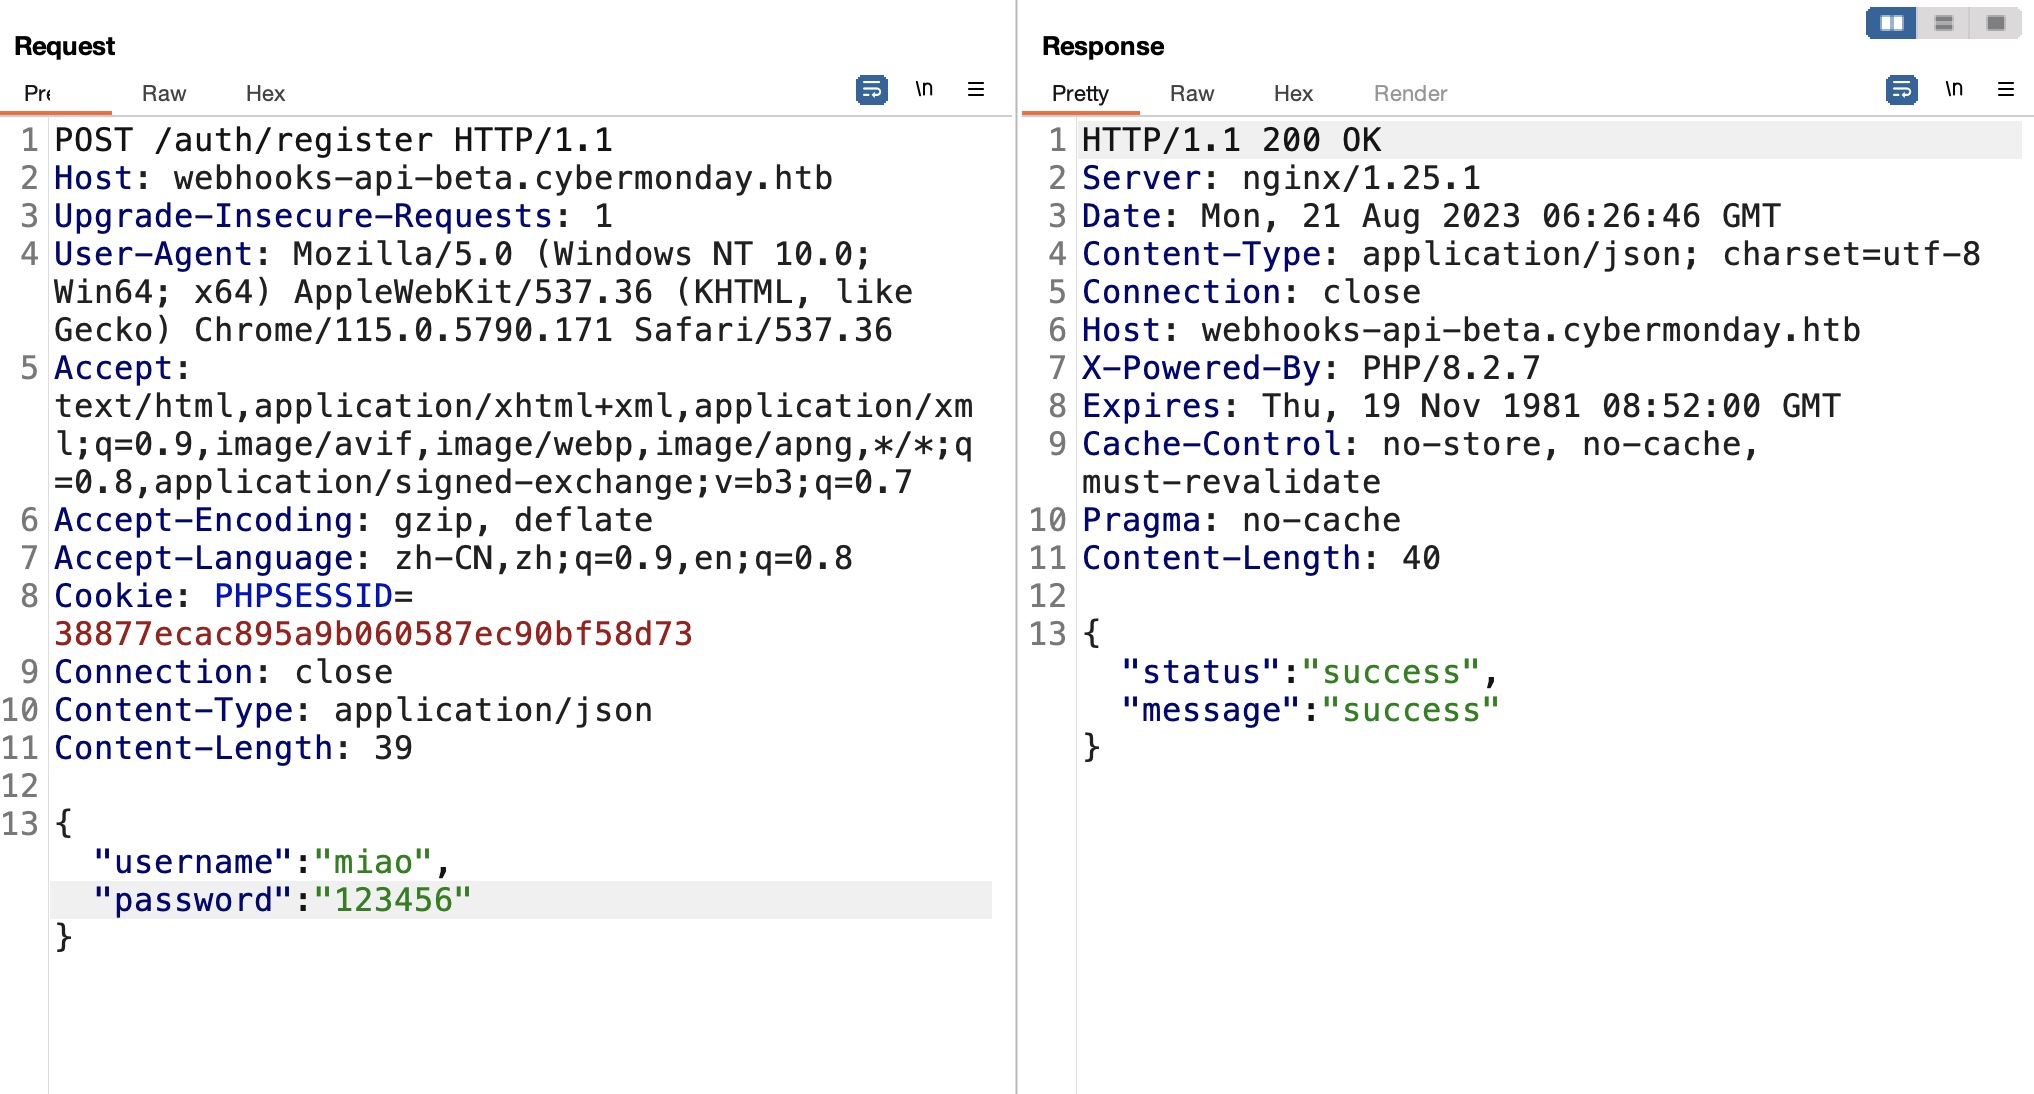 Request
Pre Raw Hex \n
1 POST /auth/register HTTP/1.1
2 Host: webhooks-api-beta.cybermonday.htb
3 Upgrade-Insecure-Requests: 1
4 User-Agent: Mozilla/5.0 (Windows NT 10.0;
Win64; x64) AppleWebKit/537.36 (KHTML, like
Gecko) Chrome/115.0.5790.171 Safari/537.36
5 Accept:
text/html,application/xhtml+xml,application/xm
l;q=0.9,image/avif,image/webp,image/apng,*/*;q
=0.8,application/signed-exchange;v=b3;q=0.7
6 Accept-Encoding: gzip, deflate
7 Accept-Language: zh-CN,zh;q=0.9,en;q=0.8
8 Cookie: PHPSESSID=
38877ecac895a9b060587ec90bf58d73
9 Connection: close
10 Content-Type: application/json
11 Content-Length: 39
12
13 {
"username":"miao",
"password":"123456"
}
Response
Pretty Raw Hex Render \n
1 HTTP/1.1 200 OK
2 Server: nginx/1.25.1
3 Date: Mon, 21 Aug 2023 06:26:46 GMT
4 Content-Type: application/json; charset=utf-8
5 Connection: close
6 Host: webhooks-api-beta.cybermonday.htb
7 X-Powered-By: PHP/8.2.7
8 Expires: Thu, 19 Nov 1981 08:52:00 GMT
9 Cache-Control: no-store, no-cache,
must-revalidate
10 Pragma: no-cache
11 Content-Length: 40
12
13 {
"status":"success",
"message":"success"
}